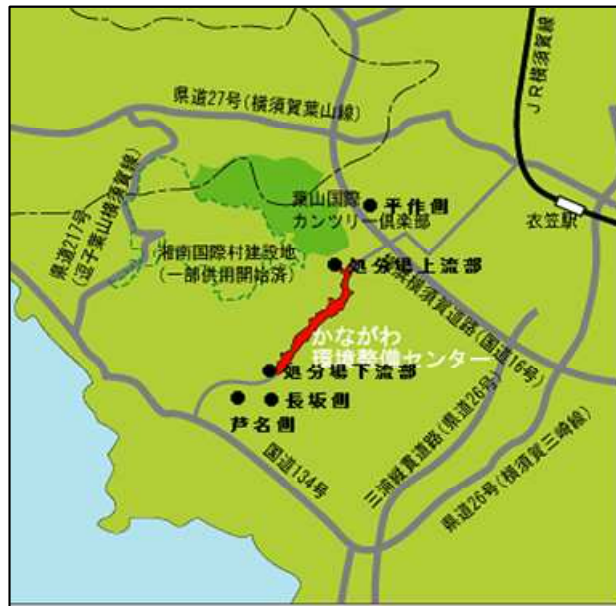 県道27号(横須賀葉山線)
JR横須賀線
県道217号
(逗子葉山横須賀線)
葉山国際
カンツリー倶楽部
平作側
衣笠駅
湘南国際村建設地
(一部供用開始済)
処分場上流部
横浜横須賀道路(国道16号)
かながわ
環境整備センター
処分場下流部
長坂側
芦名側
三浦縦貫道路(県道26号)
国道134号
県道26号(横須賀三崎線)